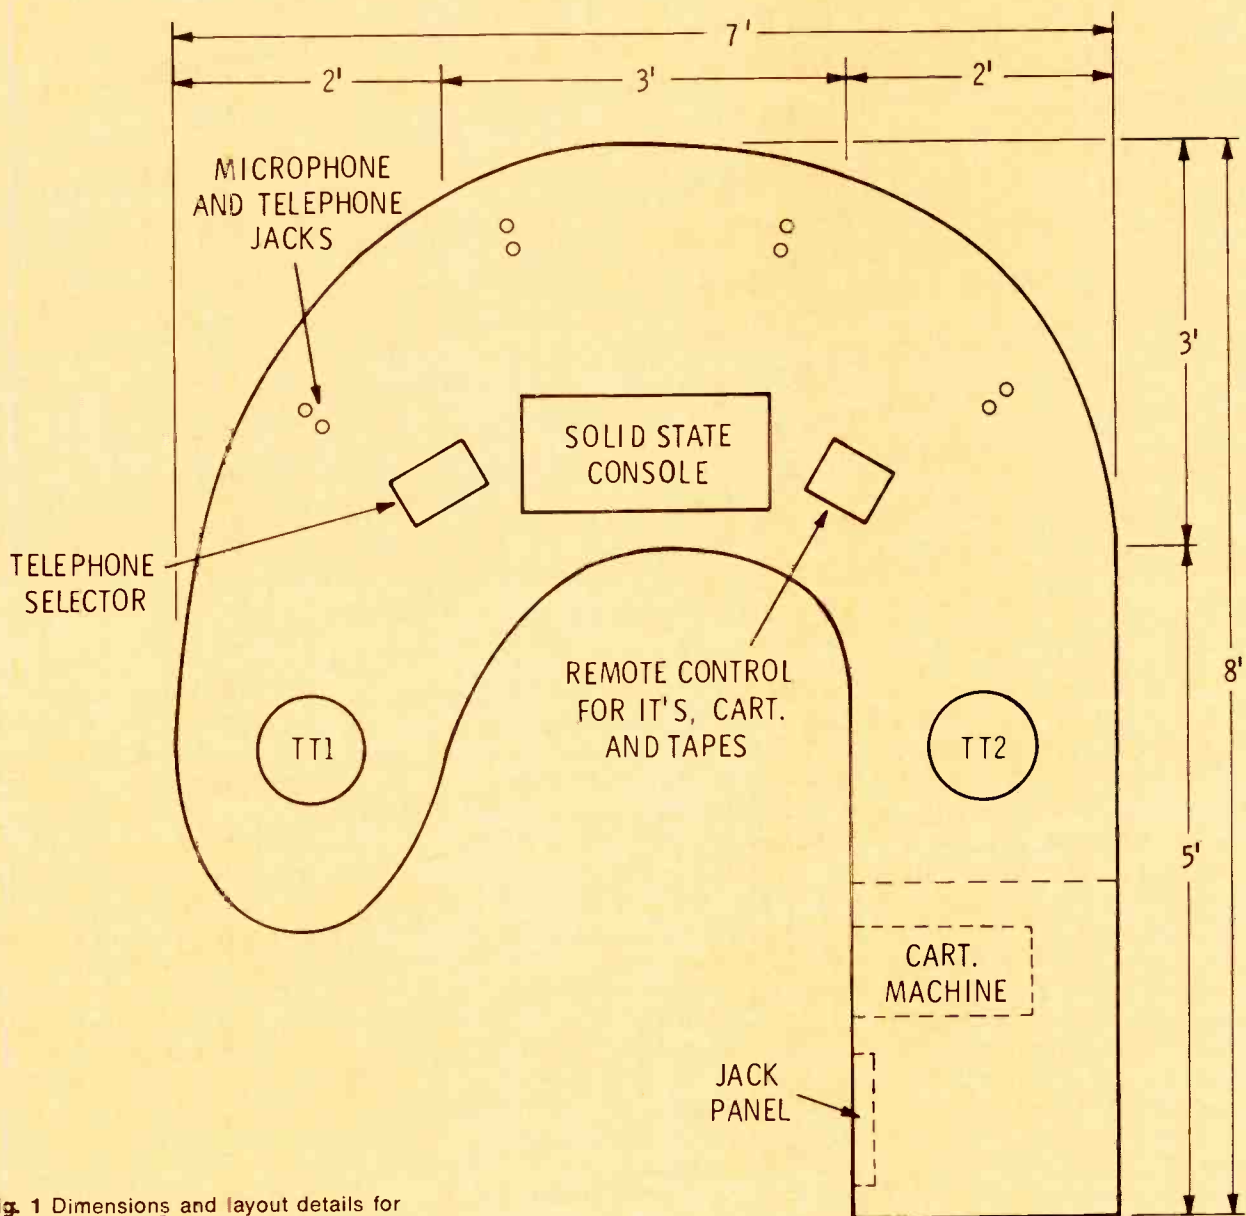 7'
2'
3'
2'
MICROPHONE
AND TELEPHONE
JACKS
3'
SOLID STATE
CONSOLE
TELEPHONE
SELECTOR
REMOTE CONTROL
FOR IT'S, CART.
AND TAPES
8'
TT1
TT2
5'
CART.
MACHINE
JACK
PANEL
1 Dimensions and layout details for